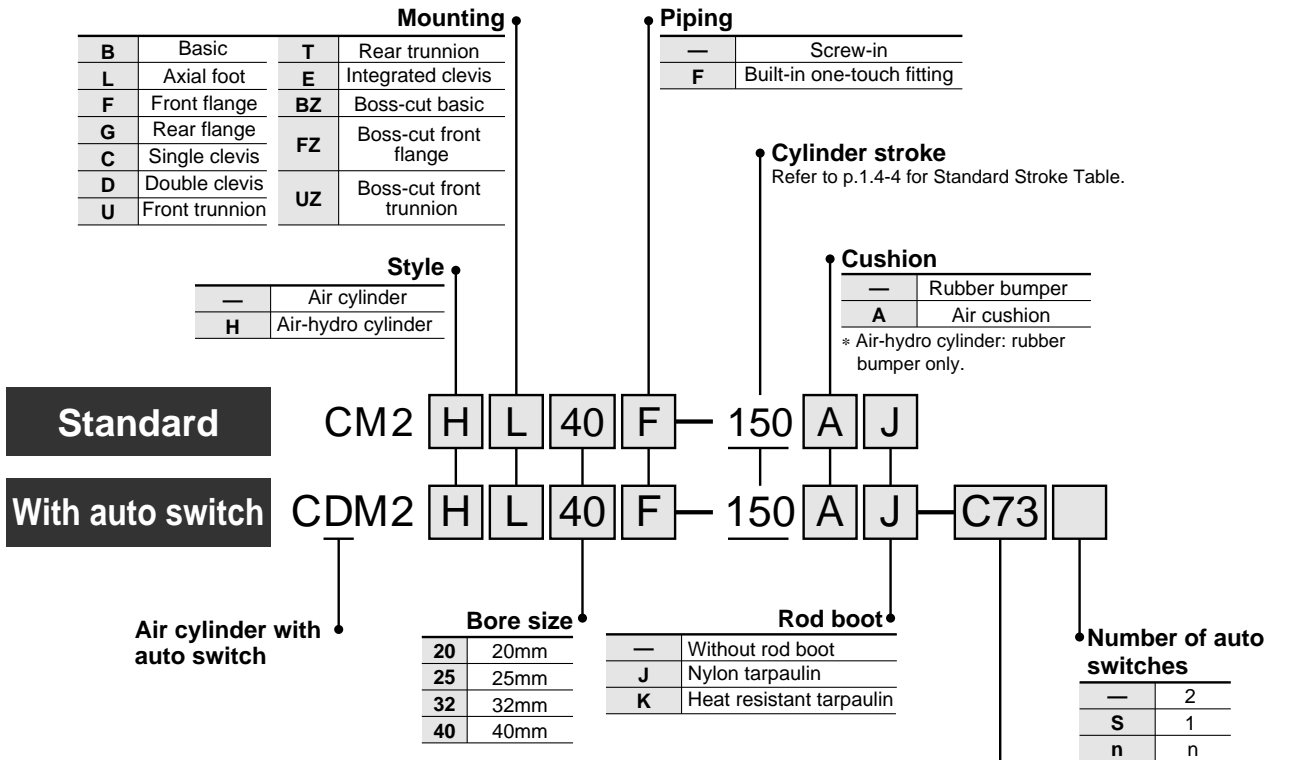 Mounting
B Basic T Rear trunnion
L Axial foot E Integrated clevis
F Front flange BZ Boss-cut basic
G Rear flange FZ Boss-cut front
flange
C Single clevis
D Double clevis UZ Boss-cut front
trunnion
U Front trunnion
Piping
— Screw-in
F Built-in one-touch fitting
Cylinder stroke
Refer to p.1.4-4 for Standard Stroke Table.
Style
— Air cylinder
H Air-hydro cylinder
Cushion
— Rubber bumper
A Air cushion
* Air-hydro cylinder: rubber
bumper only.
Standard CM2 H L 40 F — 150 A J
With auto switch CDM2 H L 40 F — 150 A J — C73
Air cylinder with
auto switch
Bore size
20 20mm
25 25mm
32 32mm
40 40mm
Rod boot
— Without rod boot
J Nylon tarpaulin
K Heat resistant tarpaulin
Number of auto
switches
— 2
S 1
n n